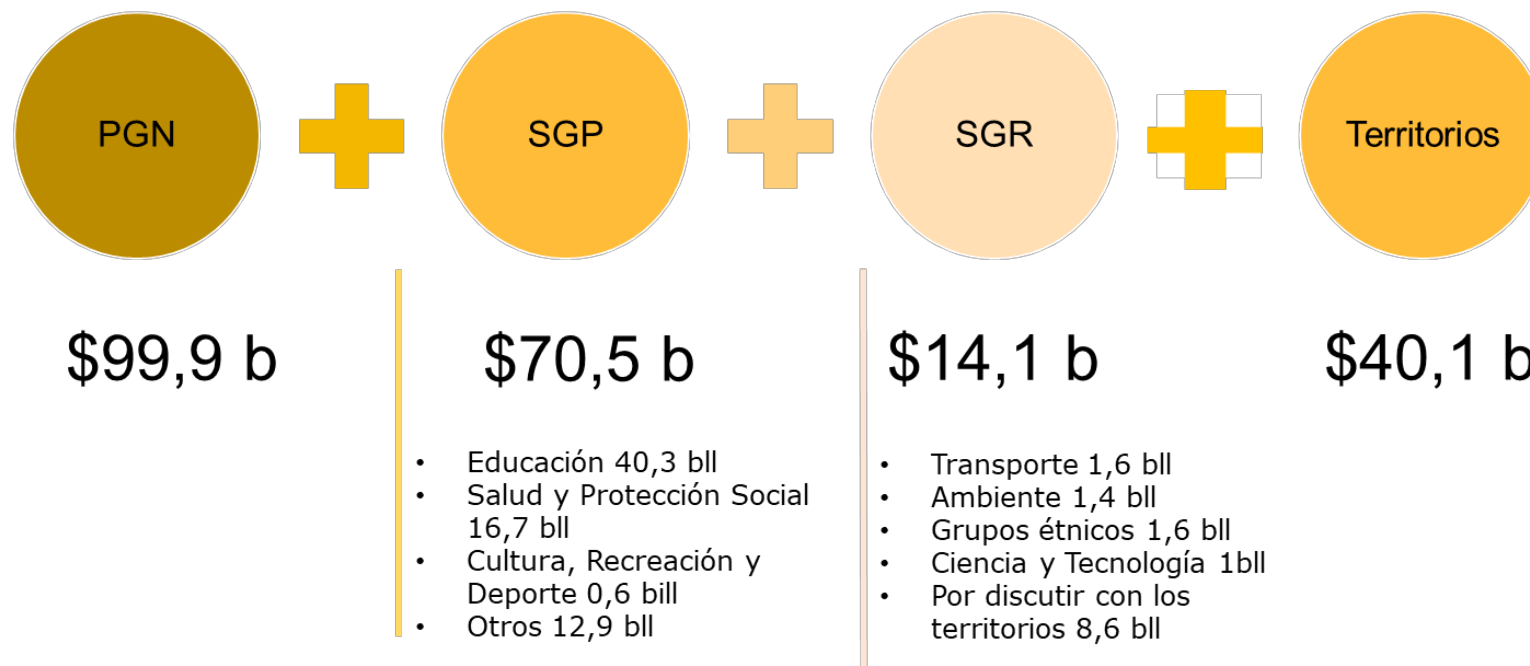 PGN
SGP
SGR
Territorios
$99,9 b
$70,5 b
$14,1 b
$40,1 b
• Educación 40,3 bll
• Salud y Protección Social
16,7 bll
• Cultura, Recreación y
Deporte 0,6 bill
• Otros 12,9 bll
• Transporte 1,6 bll
• Ambiente 1,4 bll
• Grupos étnicos 1,6 bll
• Ciencia y Tecnología 1bll
• Por discutir con los
territorios 8,6 bll